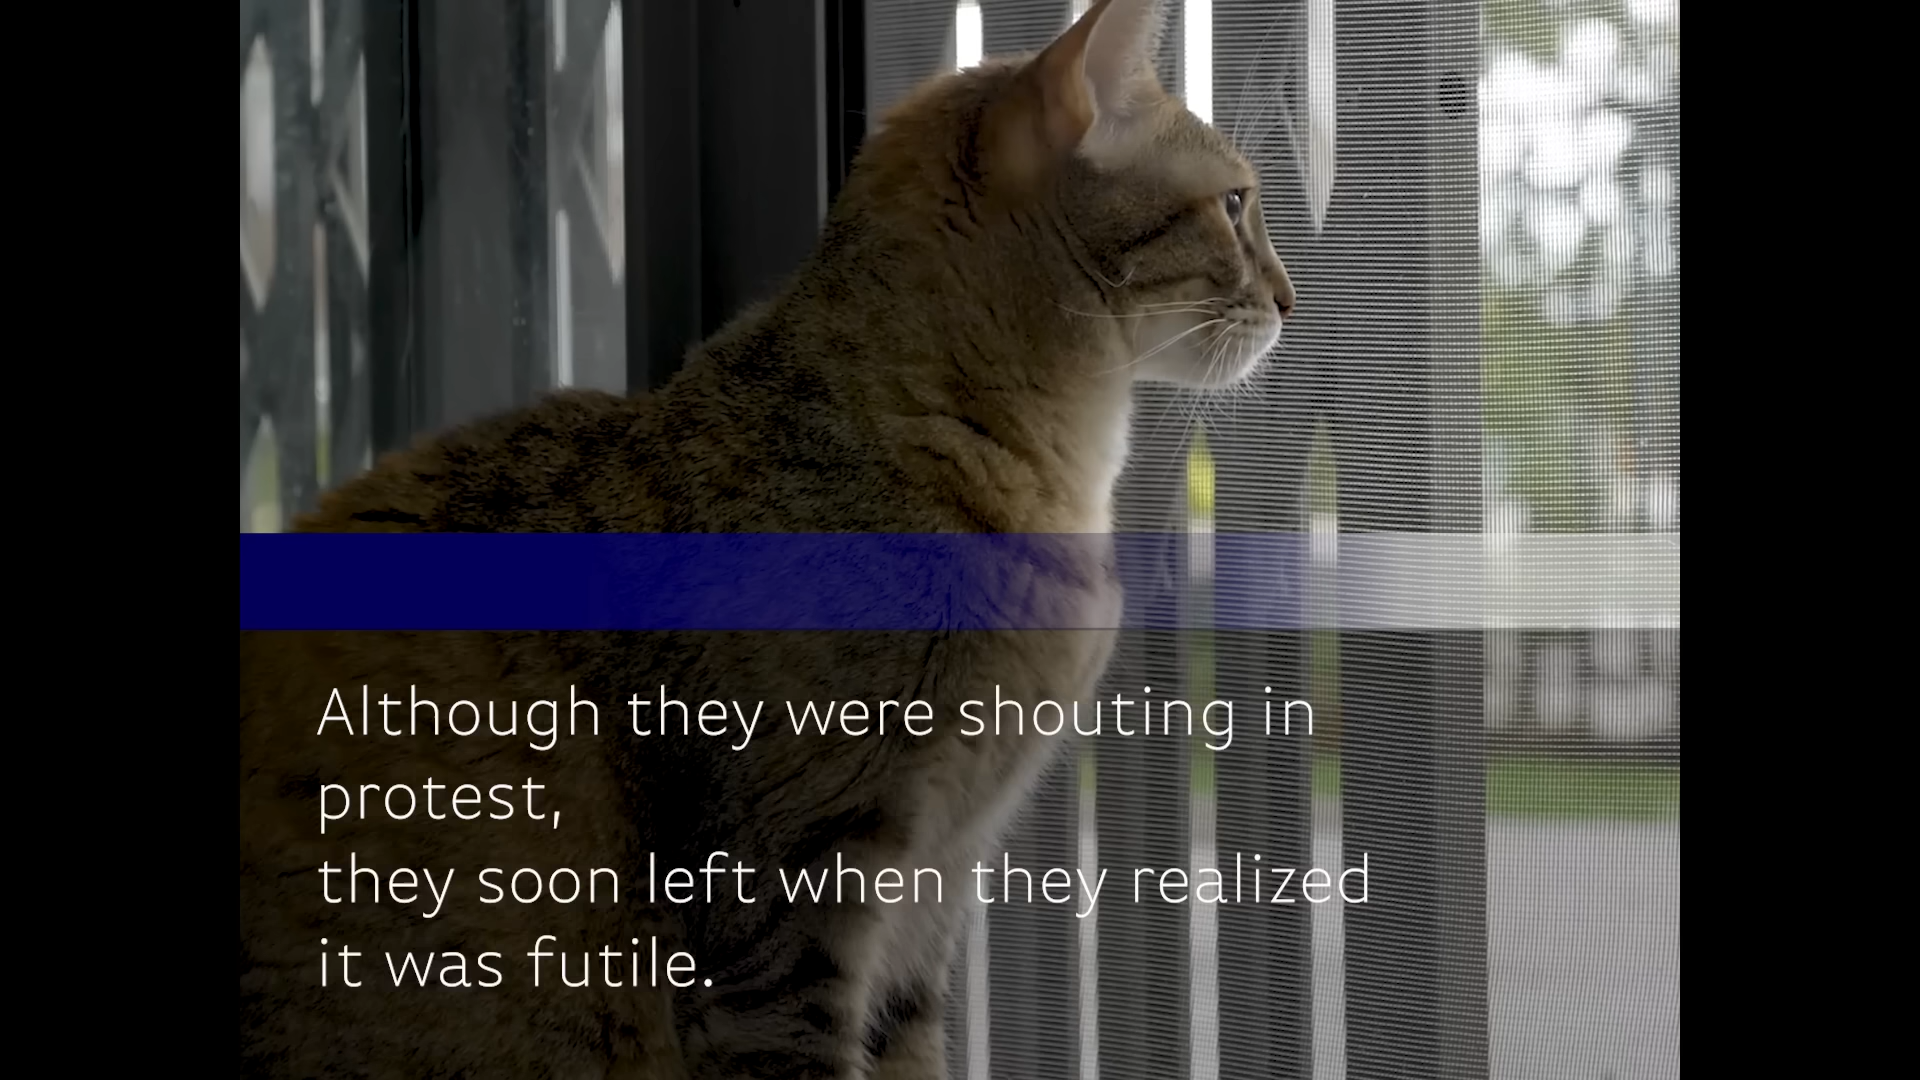 Although they were shouting in
protest,
they soon left when they realized
it was futile.